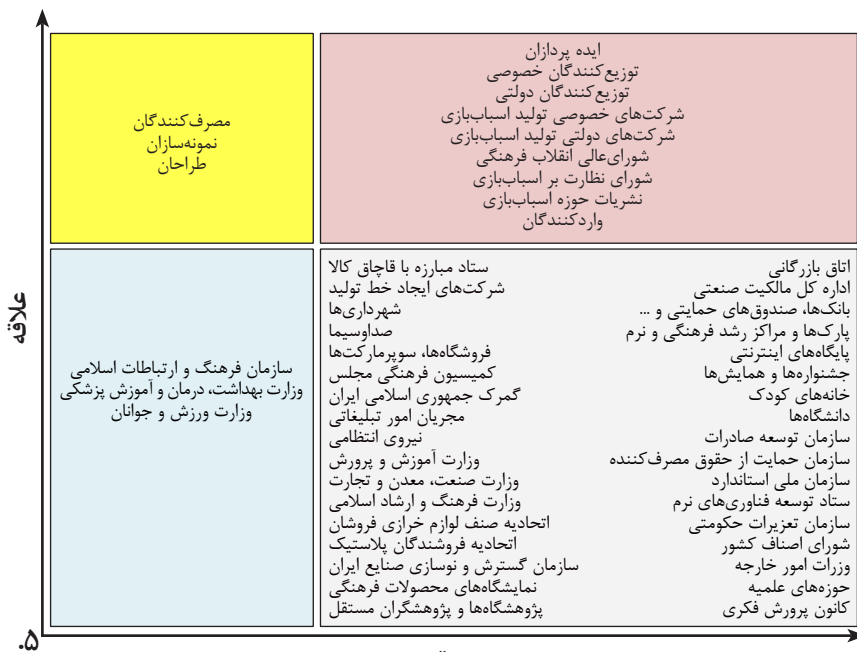 ایده پردازان
توزیع‌کنندگان خصوصی
توزیع‌کنندگان دولتی
شرکت‌های خصوصی تولید اسباب‌بازی
شرکت‌های دولتی تولید اسباب‌بازی
شورای‌عالی انقلاب فرهنگی
شورای نظارت بر اسباب‌بازی
نشریات حوزه اسباب‌بازی
واردکنندگان
مصرف‌کنندگان
نمونه‌سازان
طراحان
اتاق بازرگانی
اداره کل مالکیت صنعتی
بانک‌ها، صندوق‌های حمایتی و ...
پارک‌ها و مراکز رشد فرهنگی و نرم
پایگاه‌های اینترنتی
جشنواره‌ها و همایش‌ها
خانه‌های کودک
دانشگاه‌ها
سازمان توسعه صادرات
سازمان حمایت از حقوق مصرف‌کننده
سازمان ملی استاندارد
ستاد توسعه فناوری‌های نرم
سازمان تعزیرات حکومتی
شورای اصناف کشور
وزرات امور خارجه
حوزه‌های علمیه
کانون پرورش فکری
ستاد مبارزه با قاچاق کالا
شرکت‌های ایجاد خط تولید
شهرداری‌ها
صداوسیما
فروشگاه‌ها، سوپرمارکت‌ها
کمیسیون فرهنگی مجلس
گمرک جمهوری اسلامی ایران
مجریان امور تبلیغاتی
نیروی انتظامی
وزارت آموزش و پرورش
وزارت صنعت، معدن و تجارت
وزارت فرهنگ و ارشاد اسلامی
اتحادیه صنف لوازم خرازی فروشان
اتحادیه فروشندگان پلاستیک
سازمان گسترش و نوسازی صنایع ایران
نمایشگاه‌های محصولات فرهنگی
پژوهشگاه‌ها و پژوهشگران مستقل
سازمان فرهنگ و ارتباطات اسلامی
وزارت بهداشت، درمان و آموزش پزشکی
وزارت ورزش و جوانان
علاقه
۵.